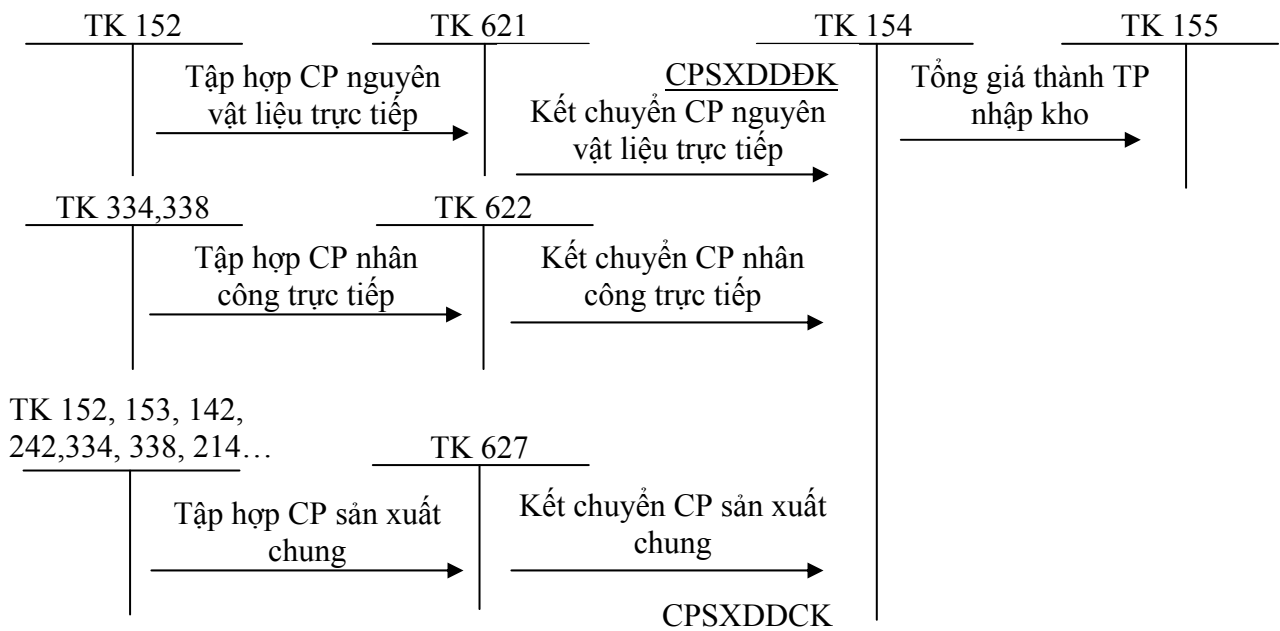 TK 152
TK 621
TK 154
TK 155
Tập hợp CP nguyên
vật liệu trực tiếp
CPSXDDĐK
Kết chuyển CP nguyên
vật liệu trực tiếp
Tổng giá thành TP
nhập kho
TK 334,338
TK 622
Tập hợp CP nhân
công trực tiếp
Kết chuyển CP nhân
công trực tiếp
TK 152, 153, 142,
242,334, 338, 214…
TK 627
Tập hợp CP sản xuất
chung
Kết chuyển CP sản xuất
chung
CPSXDDCK